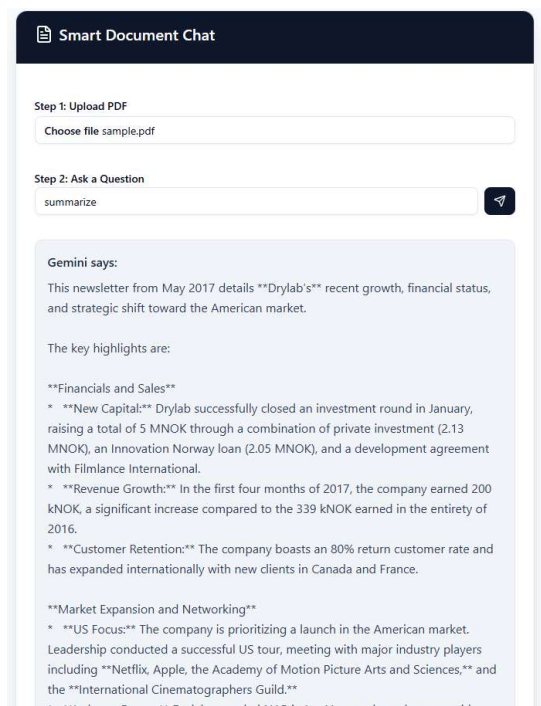 Smart Document Chat
Step 1: Upload PDF
Choose file sample.pdf
Step 2: Ask a Question
summarize
Gemini says:
This newsletter from May 2017 details **Drylab's** recent growth, financial status,
and strategic shift toward the American market.
The key highlights are:
**Financials and Sales**
*   **New Capital:** Drylab successfully closed an investment round in January,
raising a total of 5 MNOK through a combination of private investment (2.13
MNOK), an Innovation Norway loan (2.05 MNOK), and a development agreement
with Filmlance International.
*   **Revenue Growth:** In the first four months of 2017, the company earned 200
kNOK, a significant increase compared to the 339 kNOK earned in the entirety of
2016.
*   **Customer Retention:** The company boasts an 80% return customer rate and
has expanded internationally with new clients in Canada and France.
**Market Expansion and Networking**
*   **US Focus:** The company is prioritizing a launch in the American market.
Leadership conducted a successful US tour, meeting with major industry players
including **Netflix, Apple, the Academy of Motion Picture Arts and Sciences,** and
the **International Cinematographers Guild.**